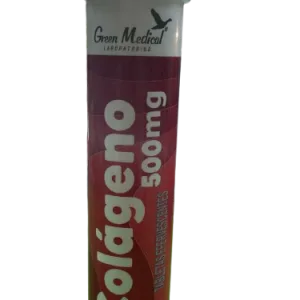 Green Medical
LABORATORIOS
Colágeno
500mg